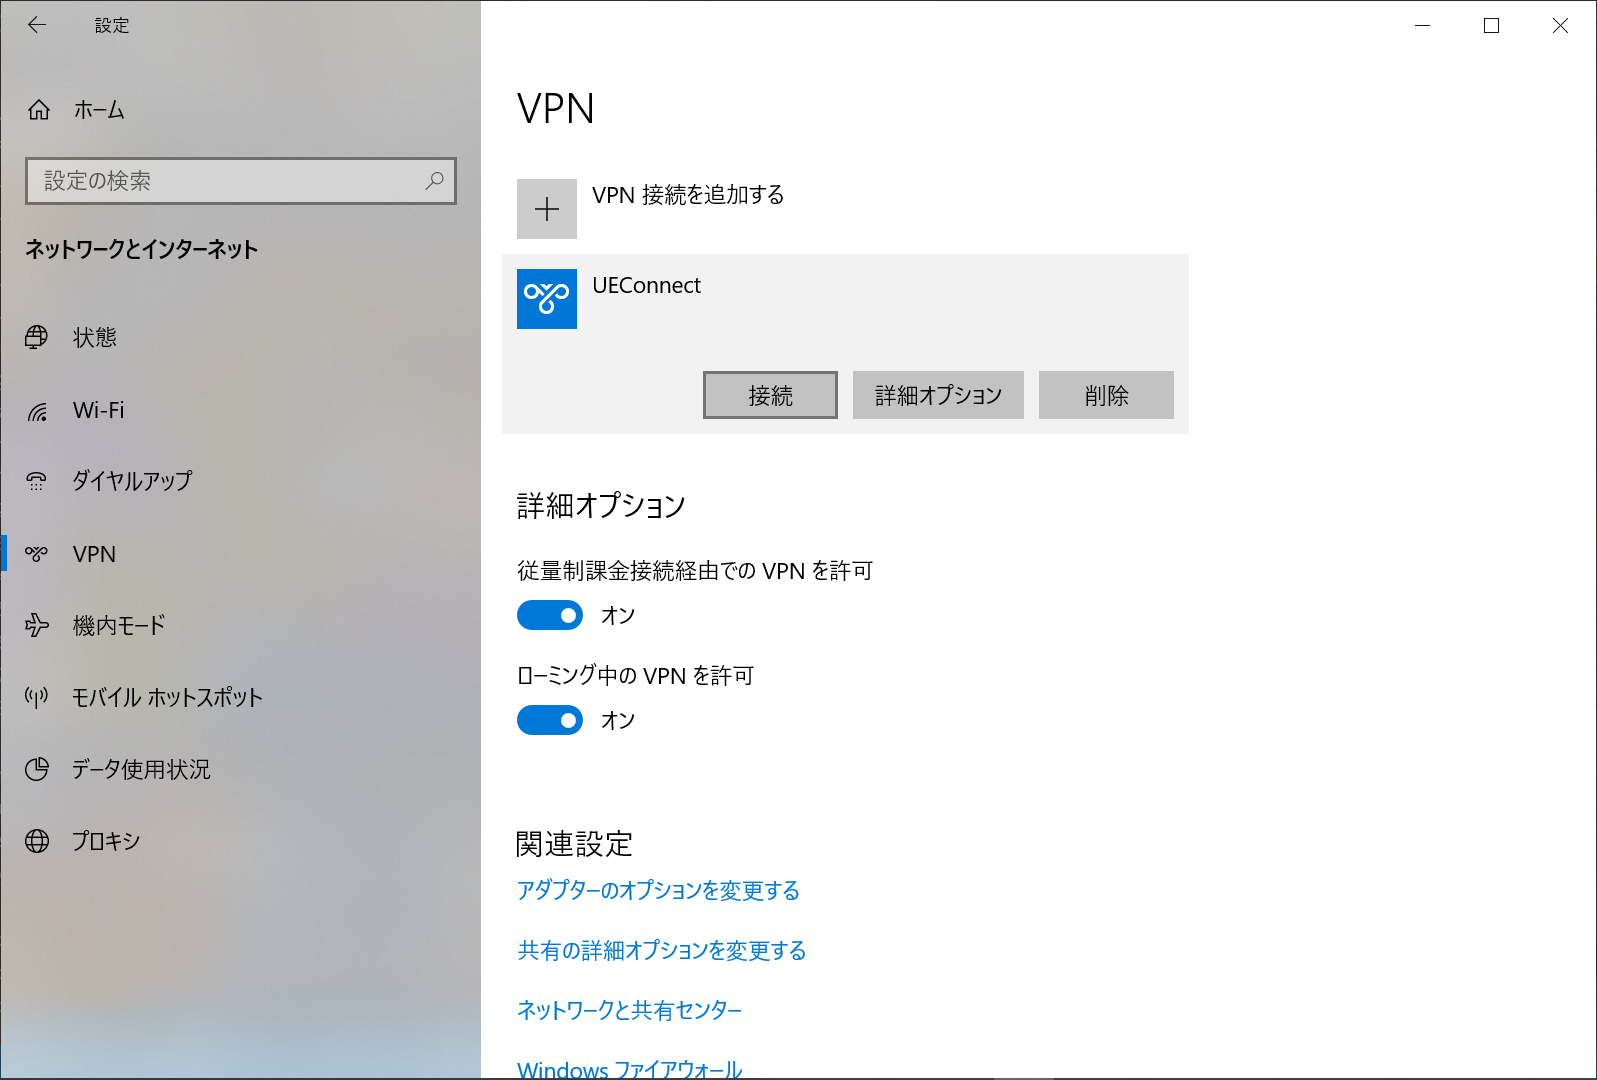 設定
ホーム
設定の検索
ネットワークとインターネット
状態
Wi-Fi
ダイヤルアップ
VPN
機内モード
モバイル ホットスポット
データ使用状況
プロキシ
VPN
VPN 接続を追加する
UEConnect
接続
詳細オプション
削除
詳細オプション
従量制課金接続経由での VPN を許可
オン
ローミング中の VPN を許可
オン
関連設定
アダプターのオプションを変更する
共有の詳細オプションを変更する
ネットワークと共有センター
Windows ファイアウォール